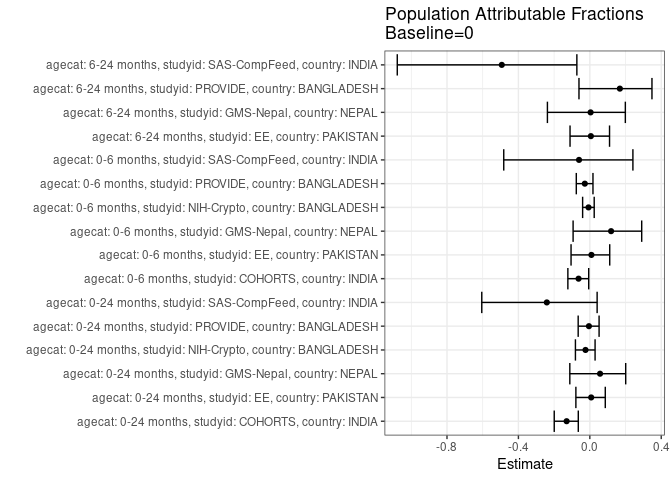 Population Attributable Fractions
Baseline=0
agecat: 6-24 months, studyid: SAS-CompFeed, country: INDIA
agecat: 6-24 months, studyid: PROVIDE, country: BANGLADESH
agecat: 6-24 months, studyid: GMS-Nepal, country: NEPAL
agecat: 6-24 months, studyid: EE, country: PAKISTAN
agecat: 0-6 months, studyid: SAS-CompFeed, country: INDIA
agecat: 0-6 months, studyid: PROVIDE, country: BANGLADESH
agecat: 0-6 months, studyid: NIH-Crypto, country: BANGLADESH
agecat: 0-6 months, studyid: GMS-Nepal, country: NEPAL
agecat: 0-6 months, studyid: EE, country: PAKISTAN
agecat: 0-6 months, studyid: COHORTS, country: INDIA
agecat: 0-24 months, studyid: SAS-CompFeed, country: INDIA
agecat: 0-24 months, studyid: PROVIDE, country: BANGLADESH
agecat: 0-24 months, studyid: NIH-Crypto, country: BANGLADESH
agecat: 0-24 months, studyid: GMS-Nepal, country: NEPAL
agecat: 0-24 months, studyid: EE, country: PAKISTAN
agecat: 0-24 months, studyid: COHORTS, country: INDIA
-0.8 -0.4 0.0 0.4
Estimate